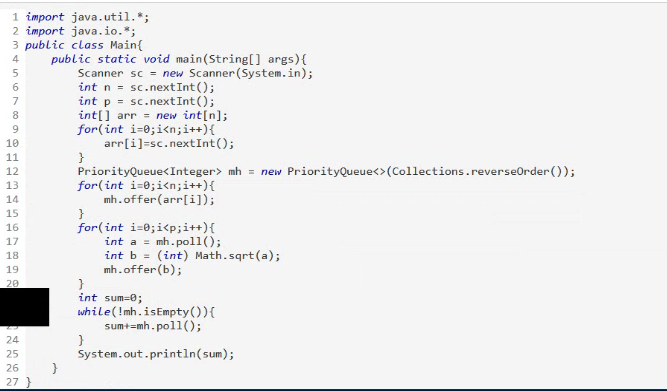 1 import java.util.*;
2 import java.io.*;
3 public class Main{
4 public static void main(String[] args){
5 Scanner sc = new Scanner(System.in);
6 int n = sc.nextInt();
7 int p = sc.nextInt();
8 int[] arr = new int[n];
9 for(int i=0;i<n;i++){
10 arr[i]=sc.nextInt();
11 }
12 PriorityQueue<Integer> mh = new PriorityQueue<>(Collections.reverseOrder());
13 for(int i=0;i<n;i++){
14 mh.offer(arr[i]);
15 }
16 for(int i=0;i<p;i++){
17 int a = mh.poll();
18 int b = (int) Math.sqrt(a);
19 mh.offer(b);
20 }
int sum=0;
while(!mh.isEmpty()){
sum+=mh.poll();
24 }
25 System.out.println(sum);
26 }
27 }